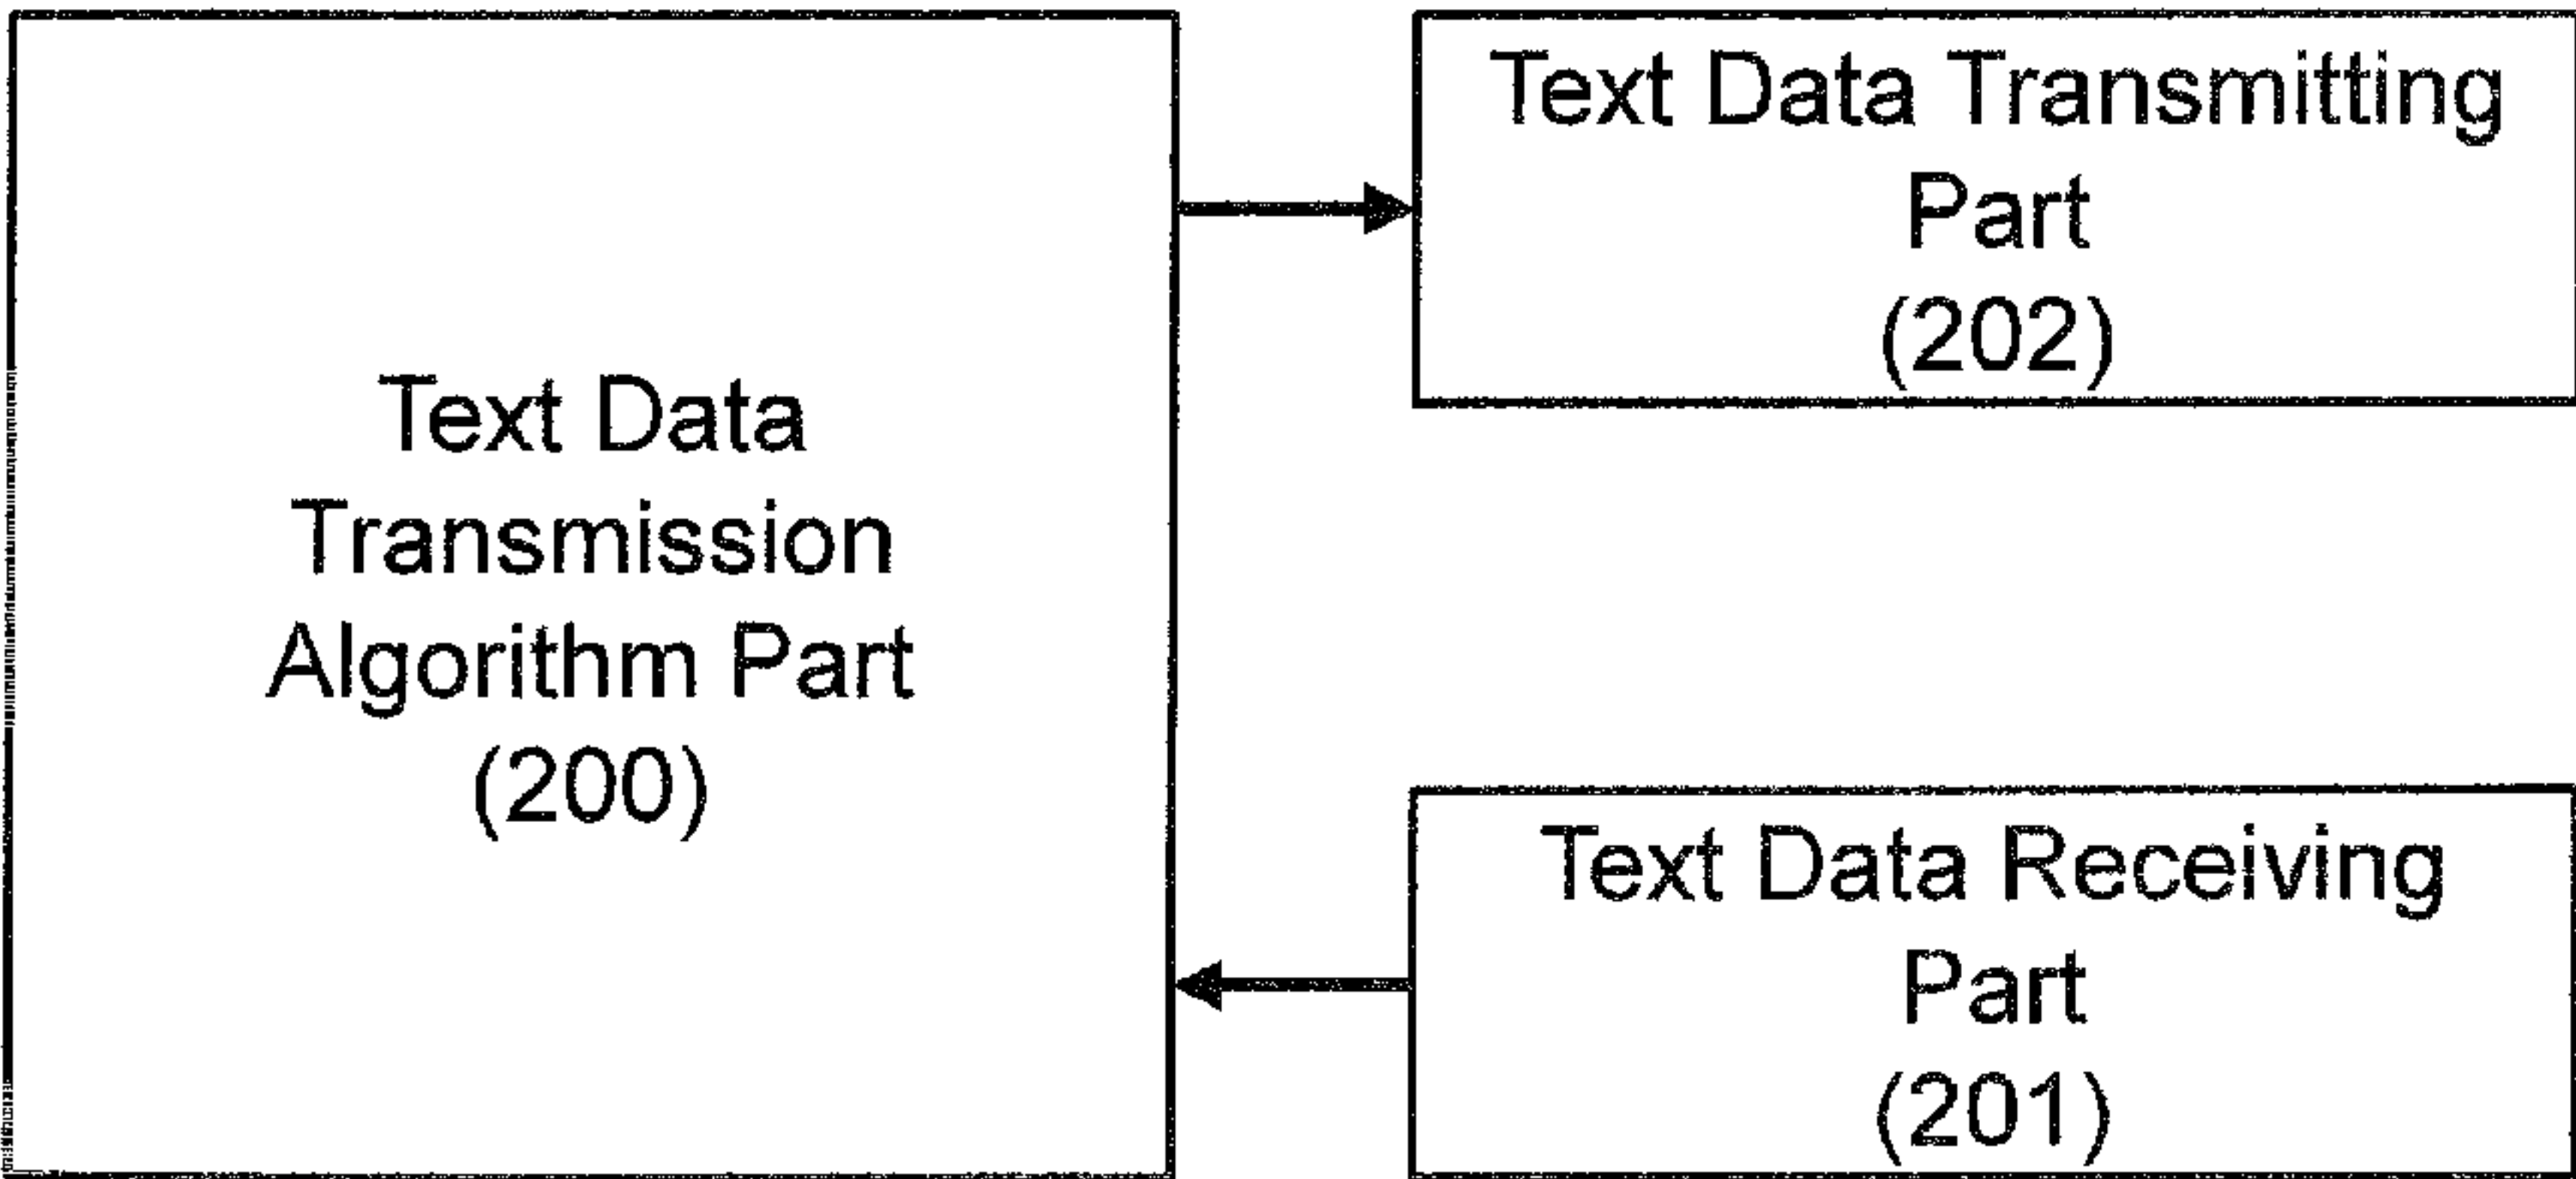 Text Data
Transmission
Algorithm Part
(200)
Text Data Transmitting
Part
(202)
Text Data Receiving
Part
(201)